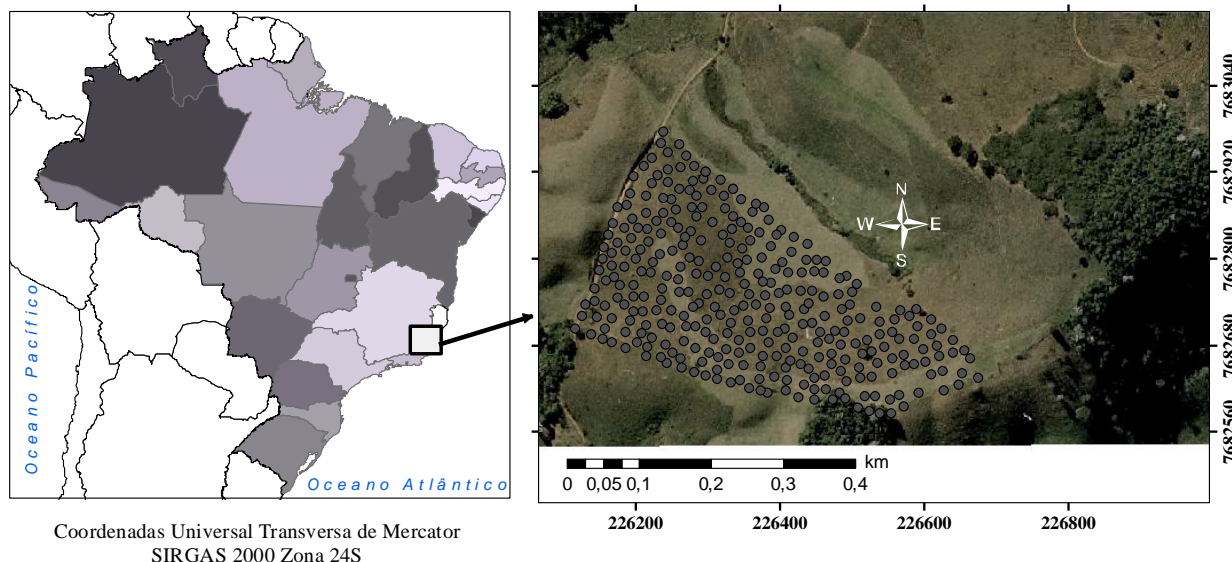 Oceano Pacífico
Oceano Atlântico
Coordenadas Universal Transversa de Mercator
SIRGAS 2000 Zona 24S
N
W E
S
7683040
7682920
7682800
7682680
7682560
km
0 0,05 0,1 0,2 0,3 0,4
226200 226400 226600 226800